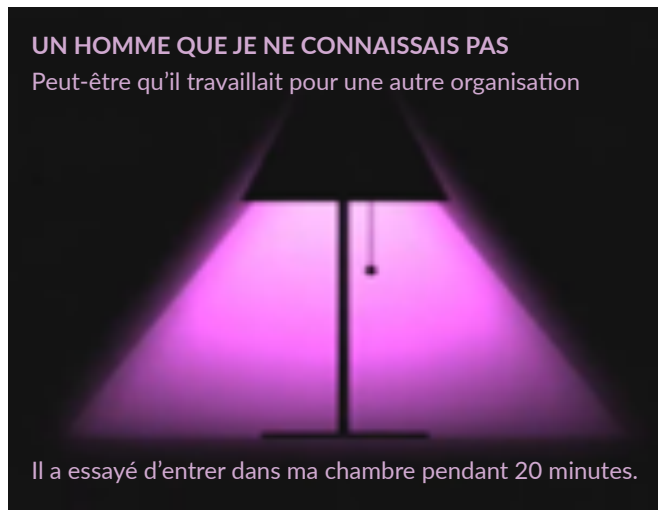 UN HOMME QUE JE NE CONNAISSAIS PAS
Peut-être qu’il travaillait pour une autre organisation
Il a essayé d’entrer dans ma chambre pendant 20 minutes.